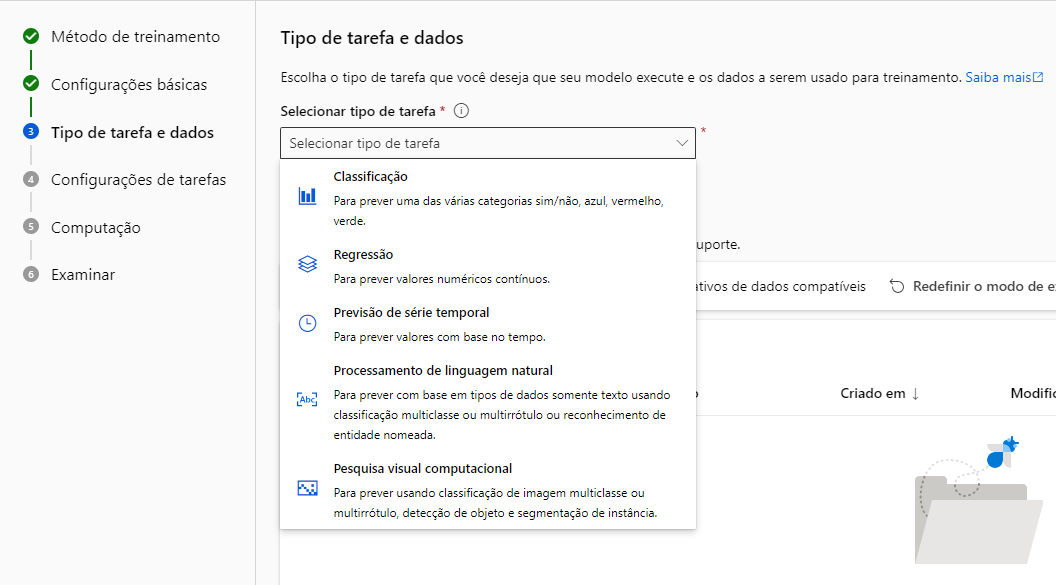 Método de treinamento
Configurações básicas
3 Tipo de tarefa e dados
4 Configurações de tarefas
5 Computação
6 Examinar
Tipo de tarefa e dados
Escolha o tipo de tarefa que você deseja que seu modelo execute e os dados a serem usado para treinamento. Saiba mais
Selecionar tipo de tarefa *
Selecionar tipo de tarefa *
Classificação
Para prever uma das várias categorias sim/não, azul, vermelho,
verde.
Regressão
Para prever valores numéricos contínuos.
Previsão de série temporal
Para prever valores com base no tempo.
Processamento de linguagem natural
Abc
Para prever com base em tipos de dados somente texto usando
classificação multiclasse ou multirrótulo ou reconhecimento de
entidade nomeada.
Pesquisa visual computacional
Para prever usando classificação de imagem multiclasse ou
multirrótulo, detecção de objeto e segmentação de instância.
uporte.
ativos de dados compatíveis
Redefinir o modo de e
Criado em ↓
Modific